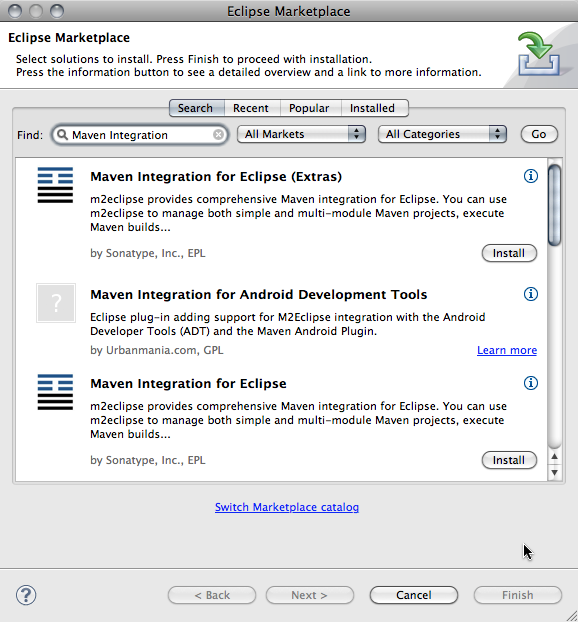 Eclipse Marketplace
Eclipse Marketplace
Select solutions to install. Press Finish to proceed with installation.
Press the information button to see a detailed overview and a link to more information.
Search Recent Popular Installed
Find: Maven Integration All Markets All Categories Go
Maven Integration for Eclipse (Extras)
m2eclipse provides comprehensive Maven integration for Eclipse. You can use
m2eclipse to manage both simple and multi-module Maven projects, execute
Maven builds...
by Sonatype, Inc., EPL Install
?
Maven Integration for Android Development Tools
Eclipse plug-in adding support for M2Eclipse integration with the Android
Developer Tools (ADT) and the Maven Android Plugin.
by Urbanmania.com, GPL Learn more
Maven Integration for Eclipse
m2eclipse provides comprehensive Maven integration for Eclipse. You can use
m2eclipse to manage both simple and multi-module Maven projects, execute
Maven builds...
by Sonatype, Inc., EPL Install
Switch Marketplace catalog
? < Back Next > Cancel Finish